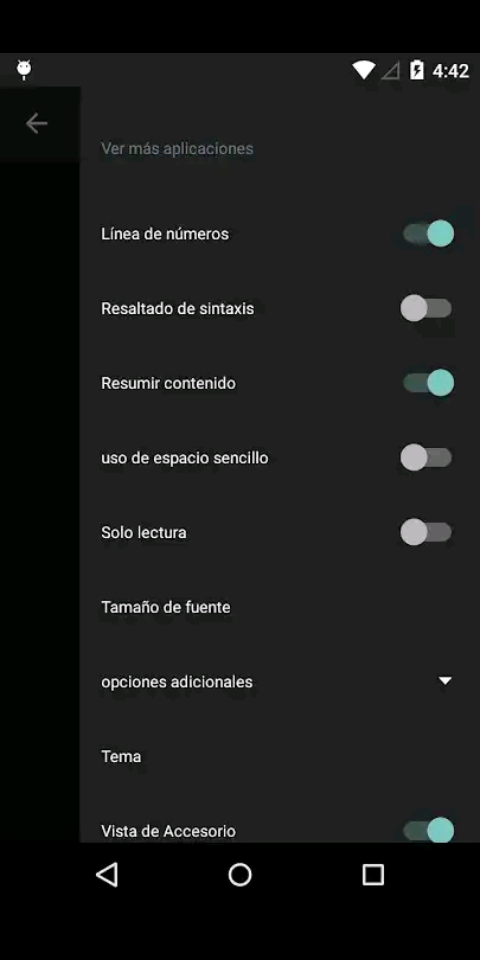 4:42
Ver más aplicaciones
Línea de números
Resaltado de sintaxis
Resumir contenido
uso de espacio sencillo
Solo lectura
Tamaño de fuente
opciones adicionales
Tema
Vista de Accesorio